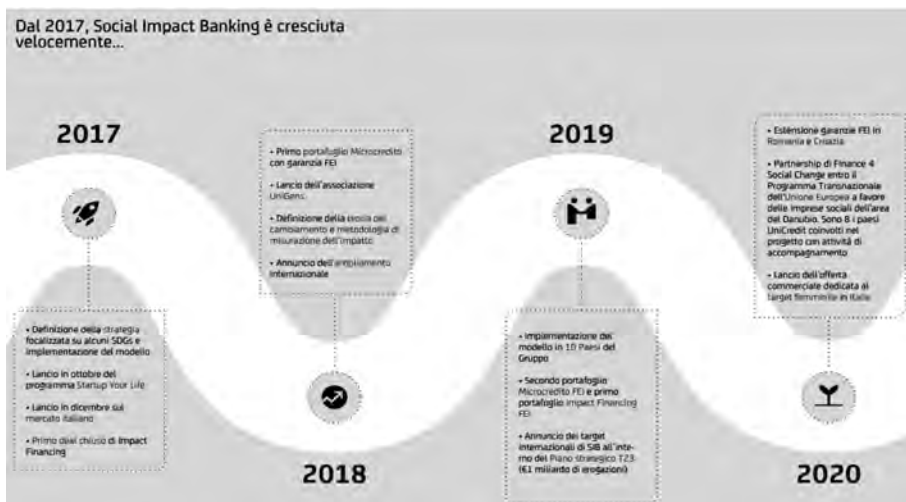 Dal 2017, Social Impact Banking è cresciuta
velocemente...
2017
• Definizione della strategia
focalizzata su alcuni SDGs e
implementazione del modello
• Lancio in ottobre del
programma Startup Your Life
• Lancio in dicembre sul
mercato italiano
• Primo deal chiuso di Impact
Financing
• Primo portafoglio Microcredito
con garanzia FEI
• Lancio dell'associazione
UniGens
• Definizione della teoria del
cambiamento e metodologia di
misurazione dell'impatto
• Annuncio dell'ampliamento
internazionale
2018
2019
• Implementazione del
modello in 10 Paesi del
Gruppo
• Secondo portafoglio
Microcredito FEI e primo
portafoglio Impact Financing
FEI
• Annuncio dei target
internazionali di SIB all'inte-
rno del Piano strategico T23
(€1 miliardo di erogazioni)
• Estensione garanzie FEI in
Romania e Croazia
• Partnership di Finance 4
Social Change entro il
Programma Transnazionale
dell'Unione Europea a favore
delle imprese sociali dell'area
del Danubio. Sono 8 i paesi
UniCredit coinvolti nel
progetto con attività di
accompagnamento
• Lancio dell'offerta
commerciale dedicata al
target femminile in Italia
2020